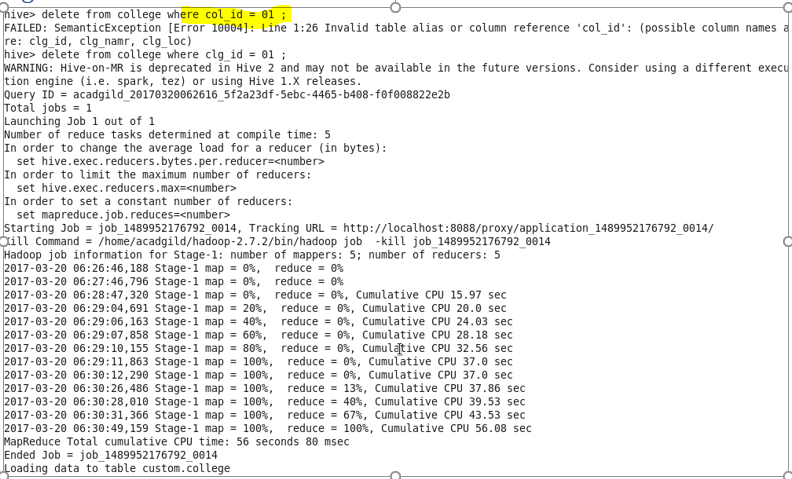 hive> delete from college where col_id = 01 ;
FAILED: SemanticException [Error 10004]: Line 1:26 Invalid table alias or column reference 'col_id': (possible column names a
re: clg_id, clg_namr, clg_loc)
hive> delete from college where clg_id = 01 ;
WARNING: Hive-on-MR is deprecated in Hive 2 and may not be available in the future versions. Consider using a different execu
tion engine (i.e. spark, tez) or using Hive 1.X releases.
Query ID = acadgild_20170320062616_5f2a23df-5ebc-4465-b408-f0f008822e2b
Total jobs = 1
Launching Job 1 out of 1
Number of reduce tasks determined at compile time: 5
In order to change the average load for a reducer (in bytes):
  set hive.exec.reducers.bytes.per.reducer=<number>
In order to limit the maximum number of reducers:
  set hive.exec.reducers.max=<number>
In order to set a constant number of reducers:
  set mapreduce.job.reduces=<number>
Starting Job = job_1489952176792_0014, Tracking URL = http://localhost:8088/proxy/application_1489952176792_0014/
Kill Command = /home/acadgild/hadoop-2.7.2/bin/hadoop job  -kill job_1489952176792_0014
Hadoop job information for Stage-1: number of mappers: 5; number of reducers: 5
2017-03-20 06:26:46,188 Stage-1 map = 0%,  reduce = 0%
2017-03-20 06:27:46,796 Stage-1 map = 0%,  reduce = 0%
2017-03-20 06:28:47,320 Stage-1 map = 0%,  reduce = 0%, Cumulative CPU 15.97 sec
2017-03-20 06:29:04,691 Stage-1 map = 20%,  reduce = 0%, Cumulative CPU 20.0 sec
2017-03-20 06:29:06,163 Stage-1 map = 40%,  reduce = 0%, Cumulative CPU 24.03 sec
2017-03-20 06:29:07,858 Stage-1 map = 60%,  reduce = 0%, Cumulative CPU 28.18 sec
2017-03-20 06:29:10,155 Stage-1 map = 80%,  reduce = 0%, Cumulative CPU 32.56 sec
2017-03-20 06:29:11,863 Stage-1 map = 100%,  reduce = 0%, Cumulative CPU 37.0 sec
2017-03-20 06:30:12,290 Stage-1 map = 100%,  reduce = 0%, Cumulative CPU 37.0 sec
2017-03-20 06:30:26,486 Stage-1 map = 100%,  reduce = 13%, Cumulative CPU 37.86 sec
2017-03-20 06:30:28,010 Stage-1 map = 100%,  reduce = 40%, Cumulative CPU 39.53 sec
2017-03-20 06:30:31,366 Stage-1 map = 100%,  reduce = 67%, Cumulative CPU 43.53 sec
2017-03-20 06:30:49,159 Stage-1 map = 100%,  reduce = 100%, Cumulative CPU 56.08 sec
MapReduce Total cumulative CPU time: 56 seconds 80 msec
Ended Job = job_1489952176792_0014
Loading data to table custom.college